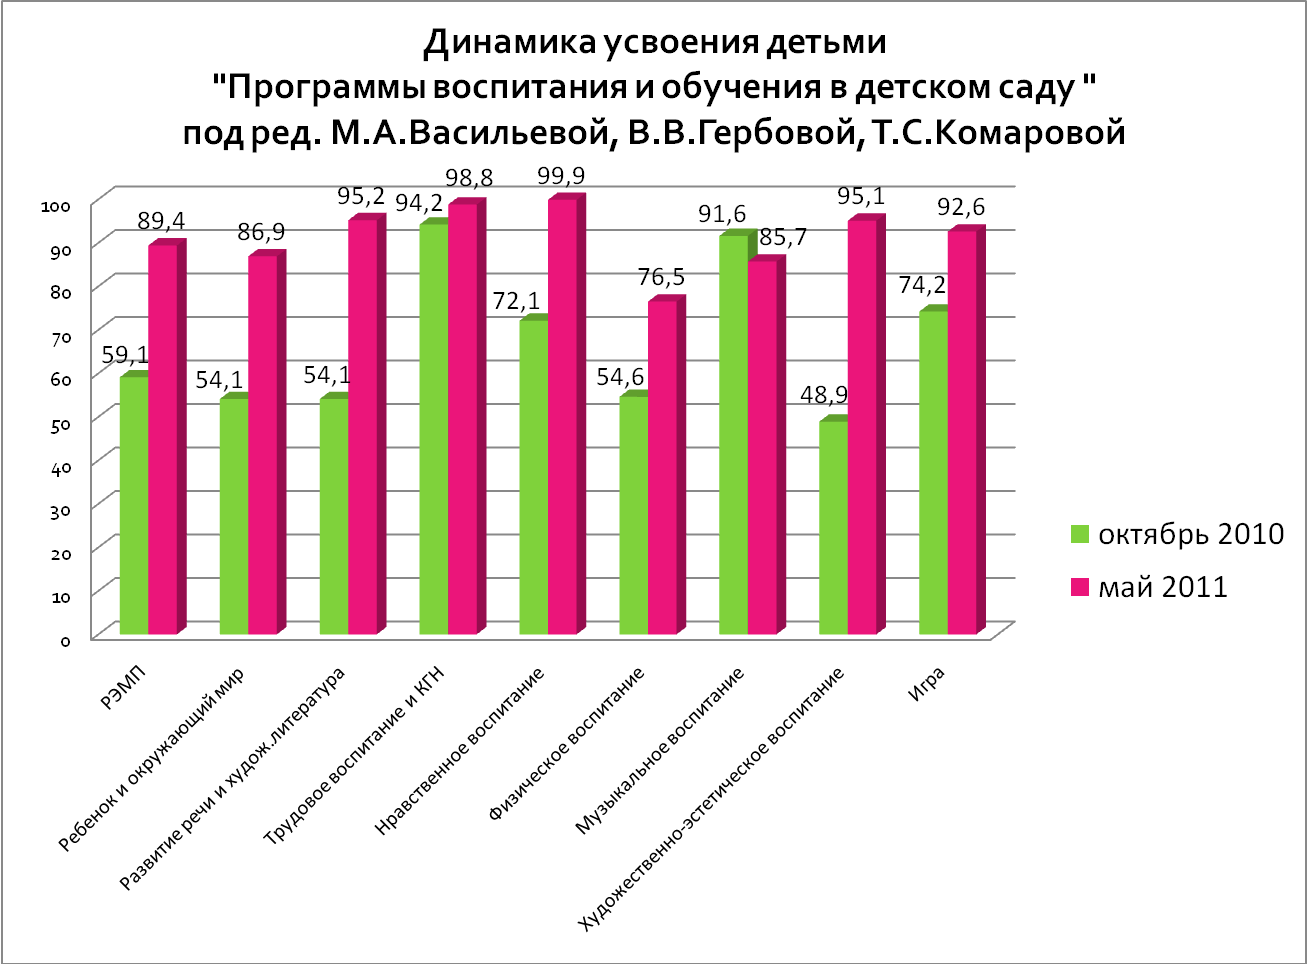 Динамика усвоения детьми
"Программы воспитания и обучения в детском саду "
под ред. М.А.Васильевой, В.В.Гербовой, Т.С.Комаровой
100
90
80
70
60
50
40
30
20
10
0
59,1
89,4
54,1
86,9
54,1
95,2
94,2
98,8
72,1
99,9
54,6
76,5
91,6
85,7
48,9
95,1
74,2
92,6
РЭМП
Ребенок и окружающий мир
Развитие речи и худож.литература
Трудовое воспитание и КГН
Нравственное воспитание
Физическое воспитание
Музыкальное воспитание
Художественно-эстетическое воспитание
Игра
октябрь 2010
май 2011